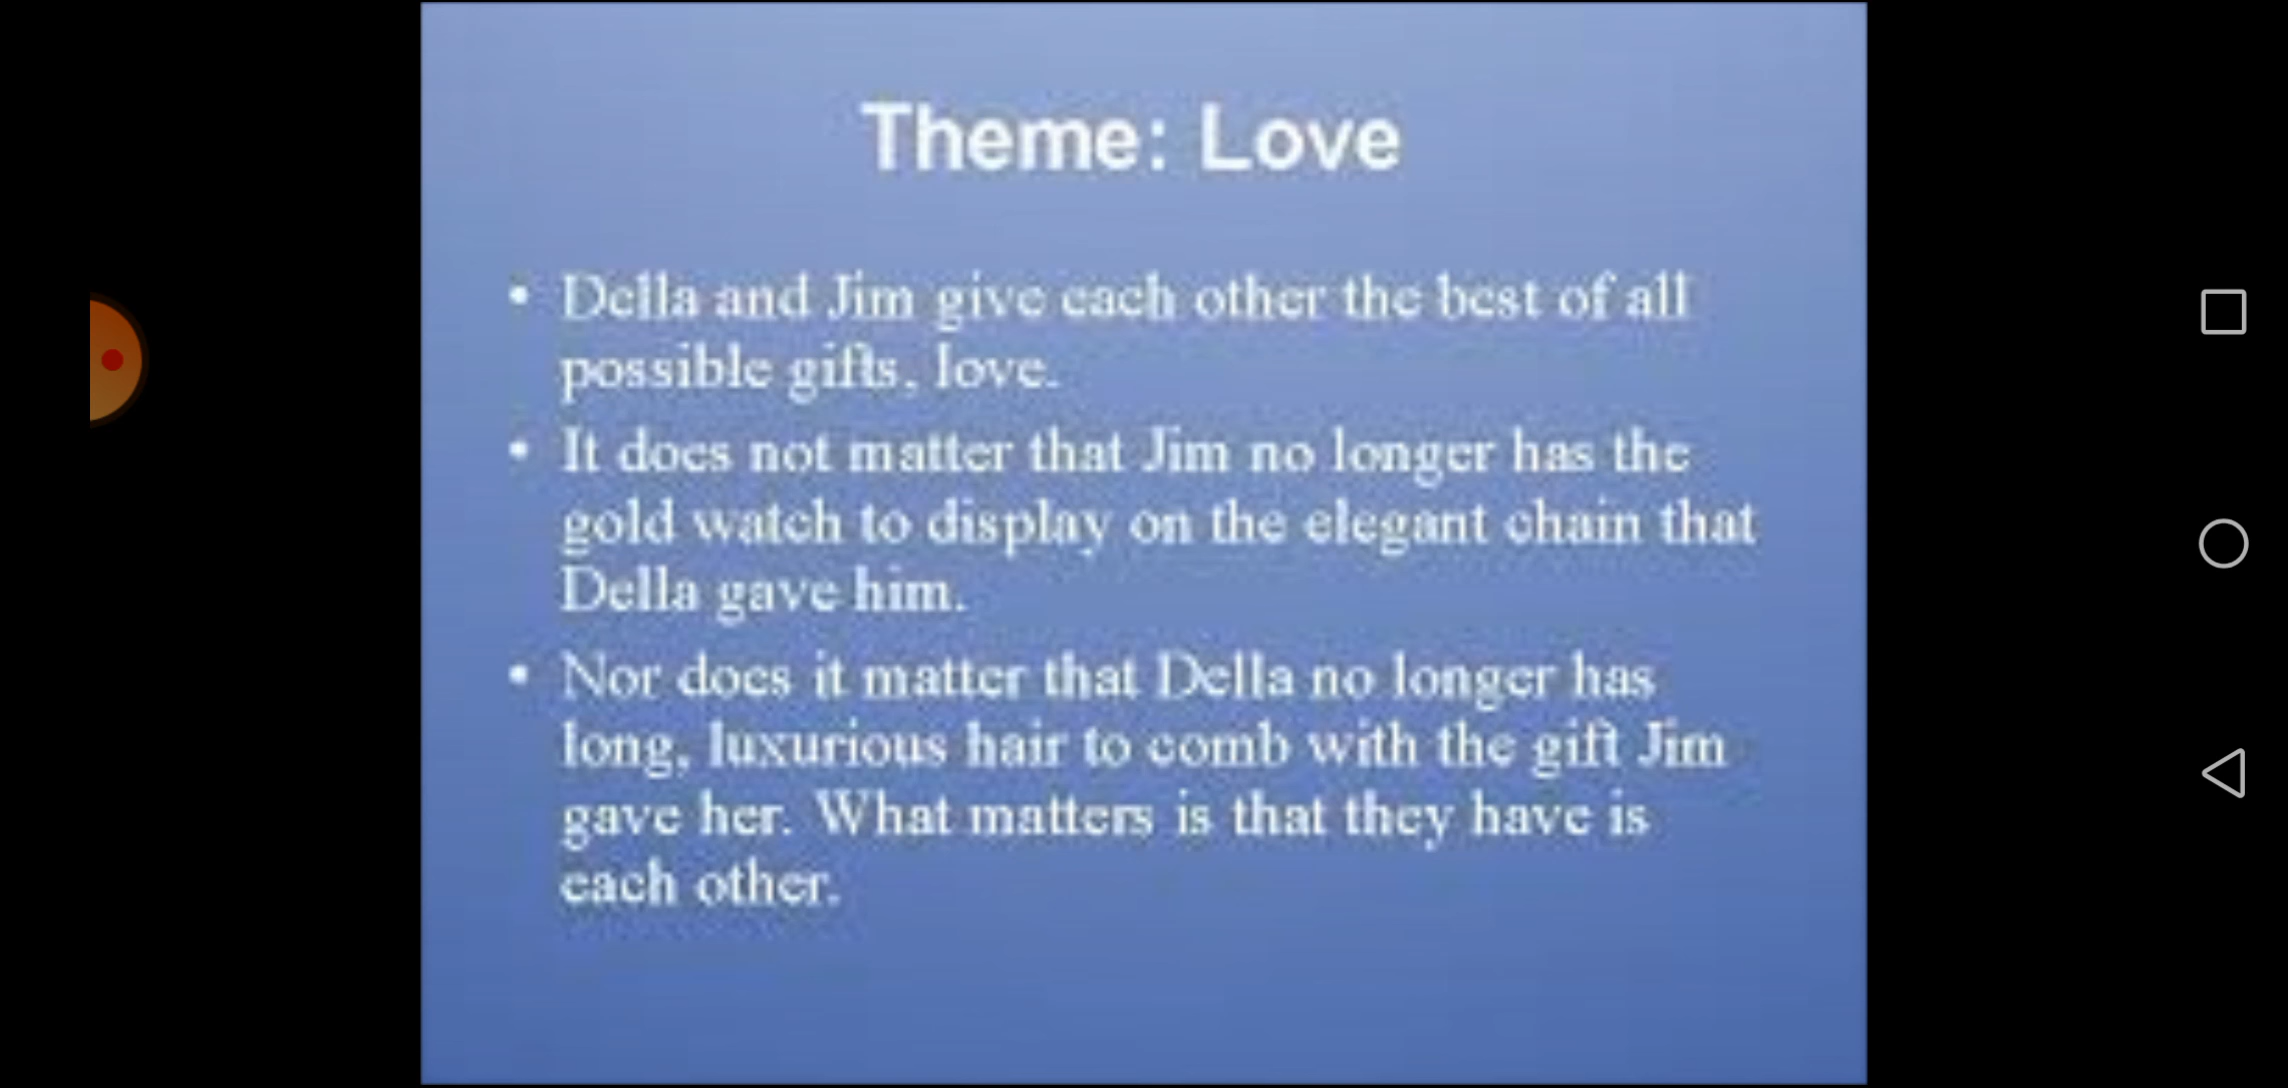 Theme: Love
• Della and Jim give each other the best of all
possible gifts, love.
• It does not matter that Jim no longer has the
gold watch to display on the elegant chain that
Della gave him.
• Nor does it matter that Della no longer has
long, luxurious hair to comb with the gift Jim
gave her. What matters is that they have is
each other.